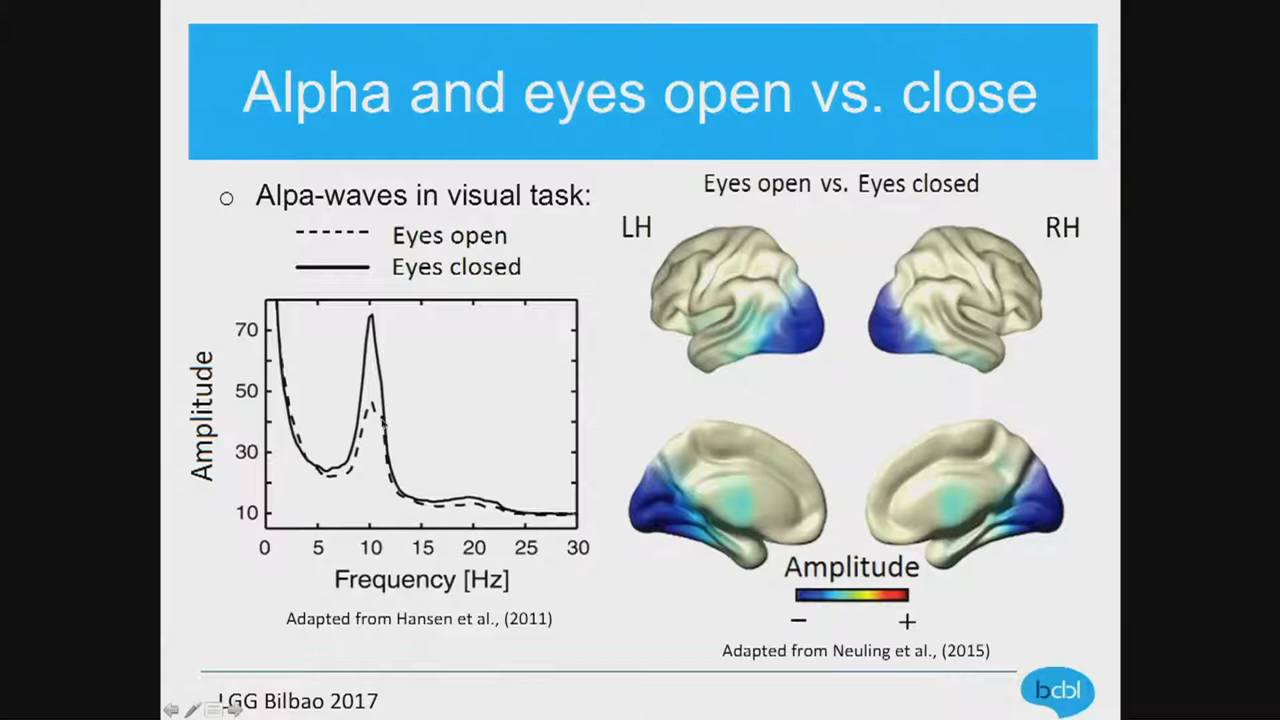 Alpha and eyes open vs. close
Alpa-waves in visual task:
Eyes open
Eyes closed
Amplitude
70
50
30
10
0 5 10 15 20 25 30
Frequency [Hz]
Adapted from Hansen et al., (2011)
Eyes open vs. Eyes closed
LH
RH
Amplitude
– +
Adapted from Neuling et al., (2015)
LGG Bilbao 2017
bcbl